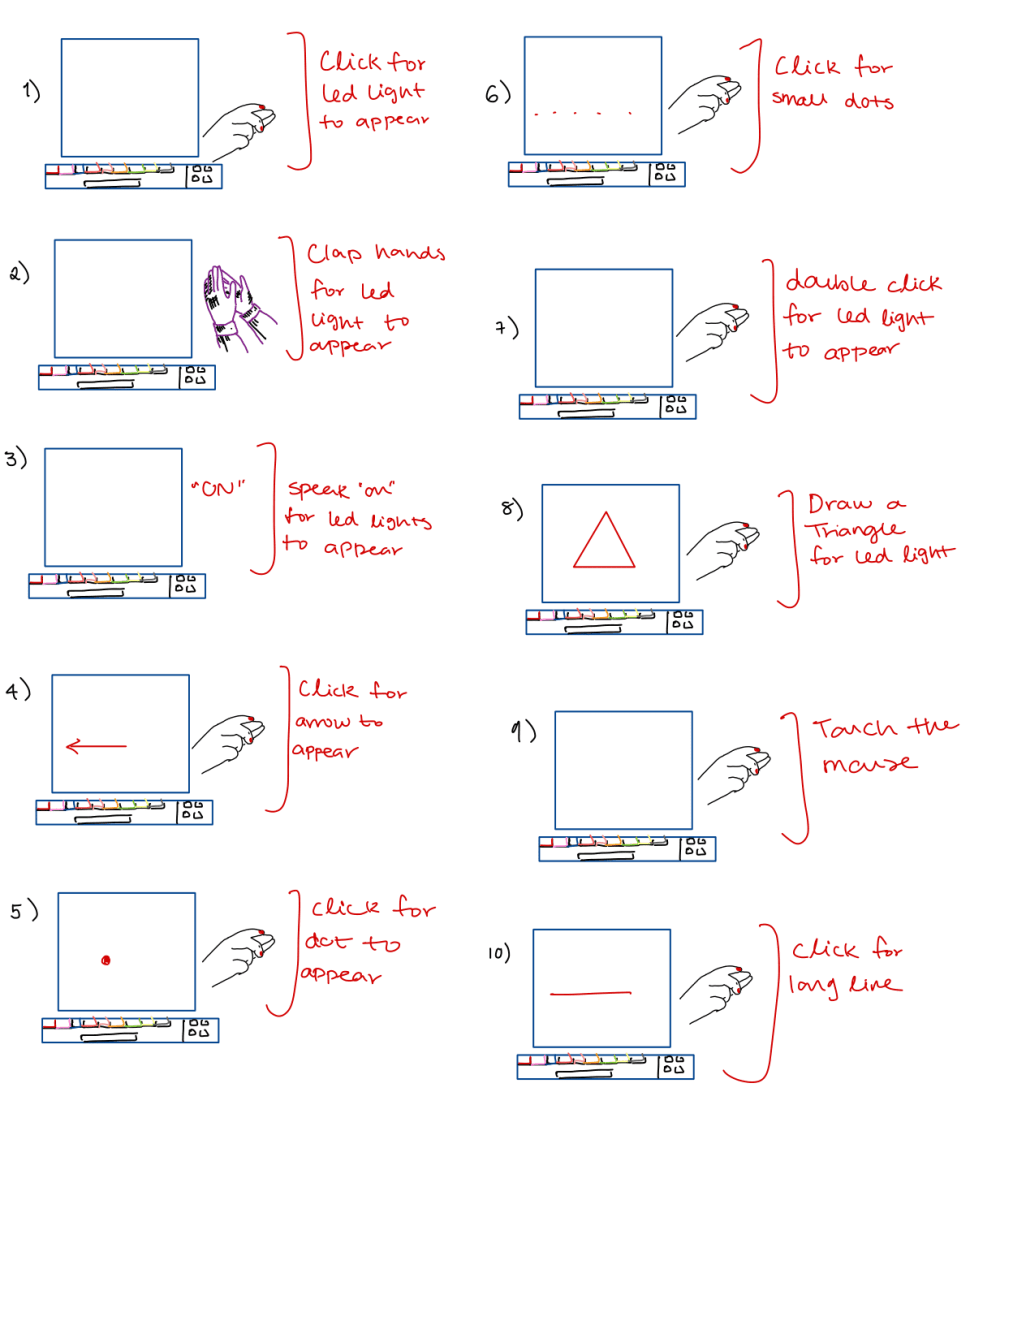 1)
Click for
led light
to appear
2)
Clap hands
for led
light to
appear
3)
"ON"
Speak "on"
for led lights
to appear
4)
Click for
arrow to
appear
5)
click for
dot to
appear
6)
Click for
small dots
7)
double click
for led light
to appear
8)
Draw a
Triangle
for led light
9)
Touch the
mouse
10)
click for
long line